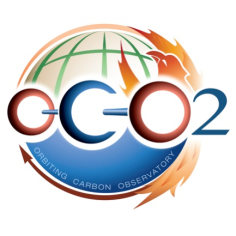 OCO2
ORBITING CARBON OBSERVATORY